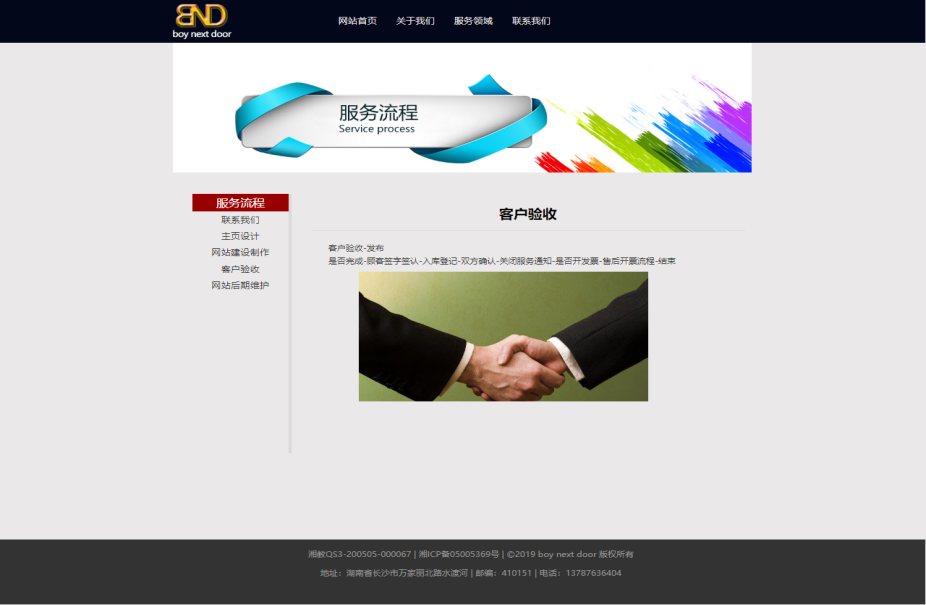 BND
boy next door
网站首页 关于我们 服务领域 联系我们
服务流程
Service process
服务流程
联系我们
主页设计
网站建设制作
客户验收
网站后期维护
客户验收
客户验收-发布
是否完成-顾客签字签认-入库登记-双方确认-关闭服务通知-是否开发票-售后开票流程-结束
湘教QS3-200505-000067 | 湘ICP备05005369号 | ©2019 boy next door 版权所有
地址：湖南省长沙市万家丽北路水渡河 | 邮编：410151 | 电话：13787636404